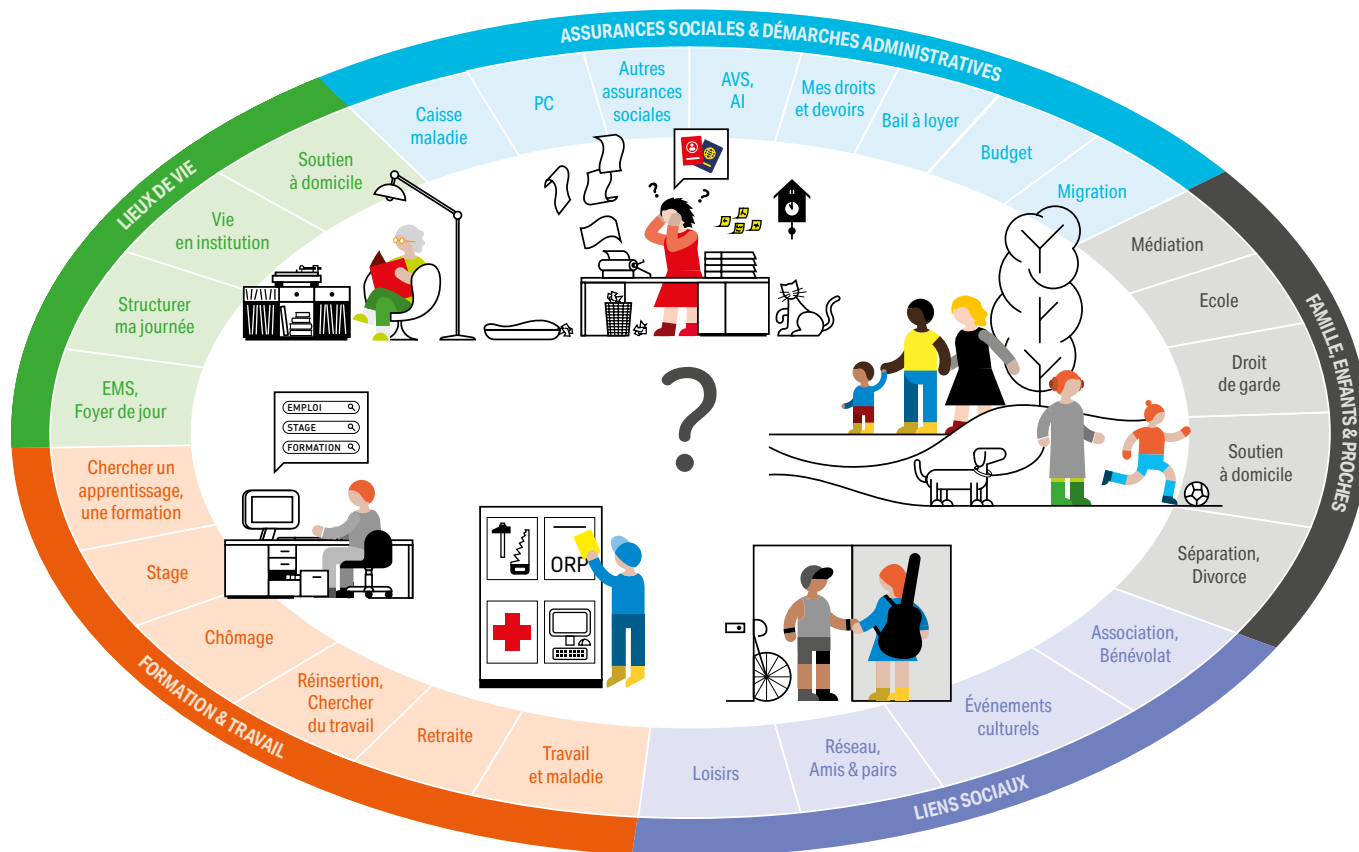 ASSURANCES SOCIALES & DÉMARCHES ADMINISTRATIVES
Caisse
maladie
PC
Autres
assurances
sociales
AVS,
AI
Mes droits
et devoirs
Bail à loyer
Budget
Migration
FAMILLE, ENFANTS & PROCHES
Médiation
Ecole
Droit
de garde
Soutien
à domicile
Séparation,
Divorce
LIENS SOCIAUX
Association,
Bénévolat
Événements
culturels
Réseau,
Amis & pairs
Loisirs
FORMATION & TRAVAIL
Travail
et maladie
Retraite
Réinsertion,
Chercher
du travail
Chômage
Stage
Chercher un
apprentissage,
une formation
LIEUX DE VIE
EMS,
Foyer de jour
Structurer
ma journée
Vie
en institution
Soutien
à domicile
? ?
?
EMPLOI
STAGE
FORMATION
ORP